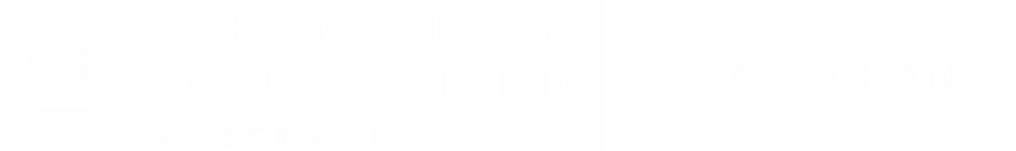 THE UNIVERSITY
OF QUEENSLAND
AUSTRALIA
CREATE CHANGE